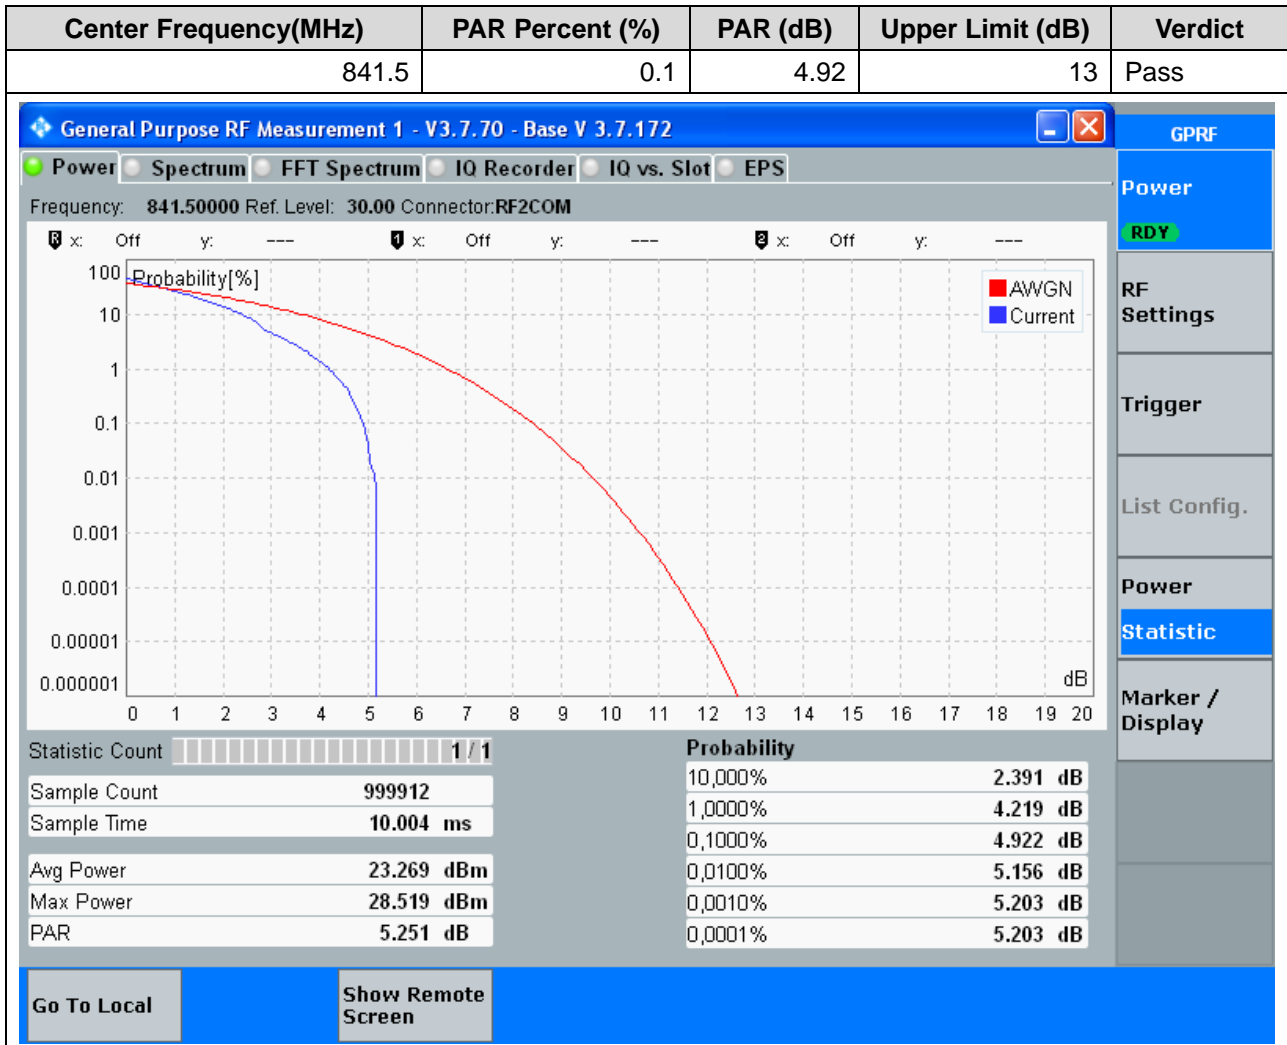 Center Frequency(MHz) PAR Percent (%) PAR (dB) Upper Limit (dB) Verdict
841.5 0.1 4.92 13 Pass
General Purpose RF Measurement 1 - V3.7.70 - Base V 3.7.172
GPRF
Power Spectrum FFT Spectrum IQ Recorder IQ vs. Slot EPS
Frequency: 841.50000 Ref. Level: 30.00 Connector:RF2COM
R x: Off y: --- 1 x: Off y: --- 2 x: Off y: ---
Probability[%]
AWGN
Current
100
10
1
0.1
0.01
0.001
0.0001
0.00001
0.000001
dB
0 1 2 3 4 5 6 7 8 9 10 11 12 13 14 15 16 17 18 19 20
Statistic Count 1 / 1
Sample Count 999912
Sample Time 10.004 ms
Avg Power 23.269 dBm
Max Power 28.519 dBm
PAR 5.251 dB
Probability
10,000% 2.391 dB
1,0000% 4.219 dB
0,1000% 4.922 dB
0,0100% 5.156 dB
0,0010% 5.203 dB
0,0001% 5.203 dB
Power
RDY
RF
Settings
Trigger
List Config.
Power
Statistic
Marker /
Display
Go To Local
Show Remote
Screen